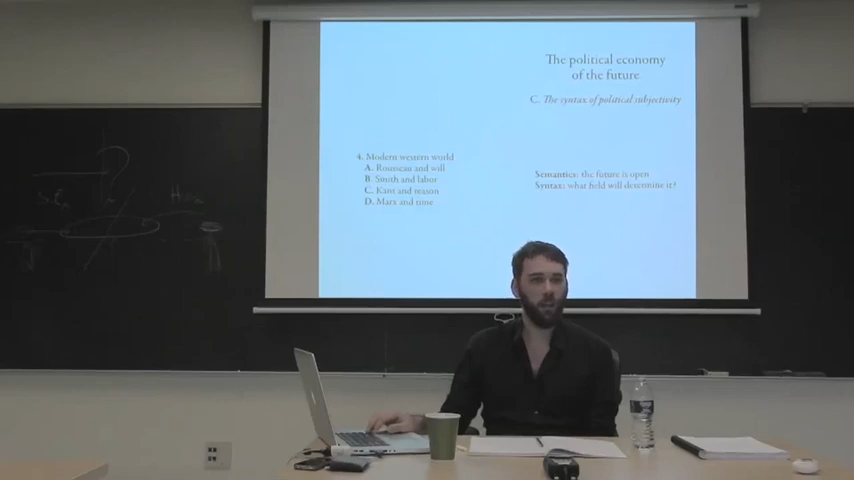 The political economy
of the future
C. The syntax of political subjectivity
4. Modern western world
A. Rousseau and will
B. Smith and labor
C. Kant and reason
D. Marx and time
Semantics: the future is open
Syntax: what field will determine it?